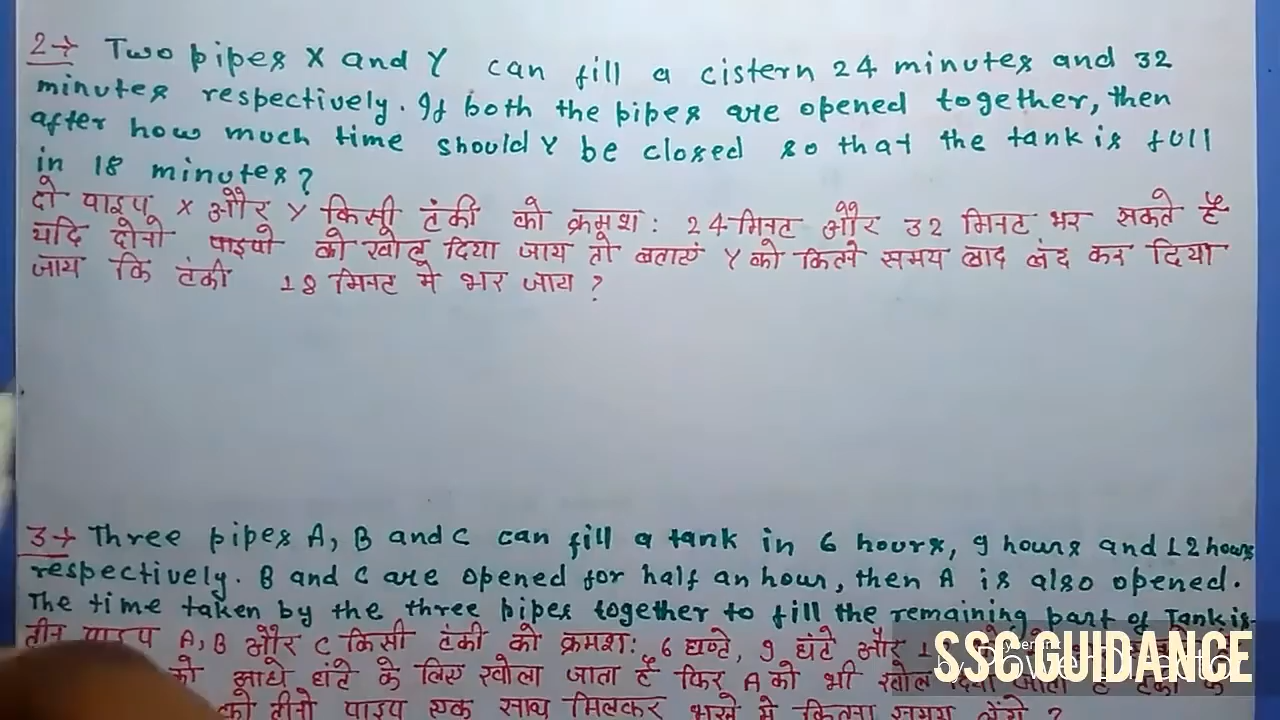 2→ Two pipes X and Y can fill a cistern 24 minutes and 32
minutes respectively. If both the pipes are opened together, then
after how much time should Y be closed so that the tank is full
in 18 minutes?
दो पाइप X और Y किसी टंकी को क्रमश: 24 मिनट और 32 मिनट भर सकते है
यदि दोनो पाइपो को खोल दिया जाय तो बताएं Y को कितने समय बाद बंद कर दिया
जाय कि टंकी 18 मिनट मे भर जाय ?
3→ Three pipes A, B and C can fill a tank in 6 hours, 9 hours and 12 hours
respectively. B and C are opened for half an hour, then A is also opened.
The time taken by the three pipes together to fill the remaining part of Tank is-
तीन पाइप A, B और C किसी टंकी को क्रमश: 6 घण्टे, 9 घंटे और
को आधे घंटे के लिए खोला जाता है फिर A को भी खोल दिया जाता है
को तीनो पाइप एक साथ मिलकर भरने मे कितना समय लेंगे ?
SSC GUIDANCE
by PowerDirector